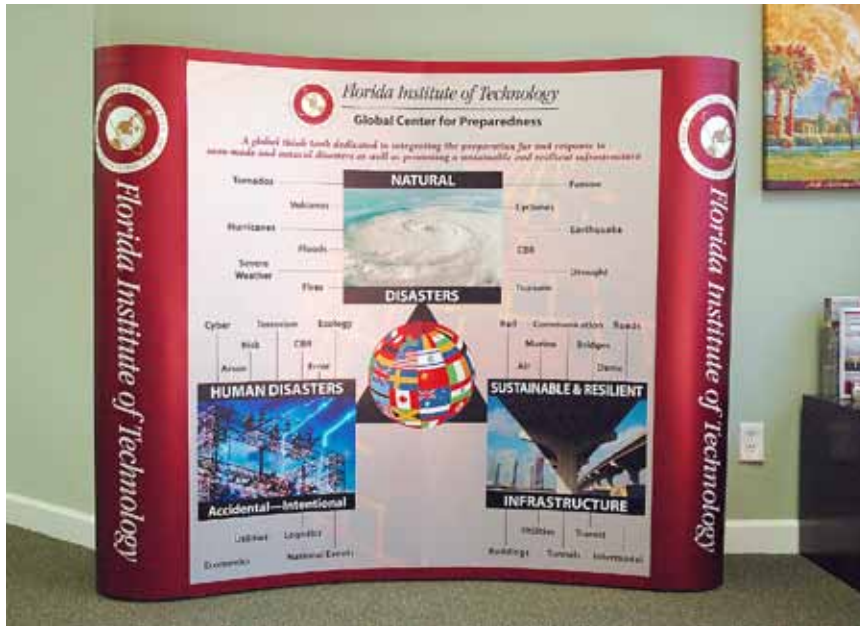 Florida Institute of Technology
Global Center for Preparedness
A global think tank dedicated to integrating the preparation for and response to
man-made and natural disasters as well as promoting a sustainable and resilient infrastructure
Florida Institute of Technology
Florida Institute of Technology
NATURAL
DISASTERS
Tornados
Volcanos
Hurricanes
Floods
Severe
Weather
Fires
Famine
Cyclones
Earthquake
CBR
Drought
Tsunami
Cyber
Terrorism
Ecology
Risk
CBR
Arson
Error
HUMAN DISASTERS
Accidental—Intentional
Utilities
Logistics
Economics
National Events
Rail
Communication
Roads
Marine
Bridges
Air
Dams
SUSTAINABLE & RESILIENT
INFRASTRUCTURE
Utilities
Transit
Buildings
Tunnels
Intermodal